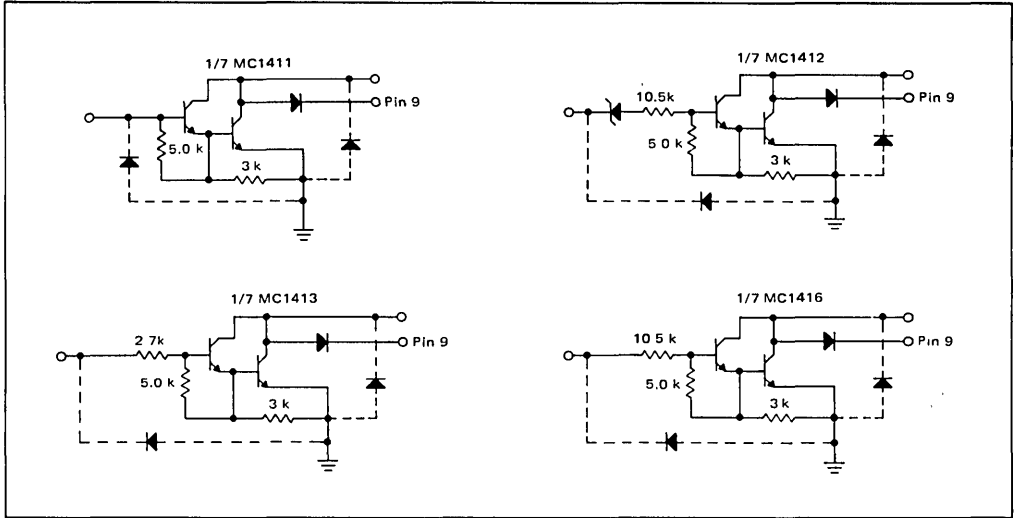 1/7 MC1411
Pin 9
5.0 k
3 k
1/7 MC1412
10.5k
Pin 9
5 0 k
3 k
1/7 MC1413
2 7k
Pin 9
5.0 k
3 k
1/7 MC1416
10 5 k
Pin 9
5.0 k
3 k